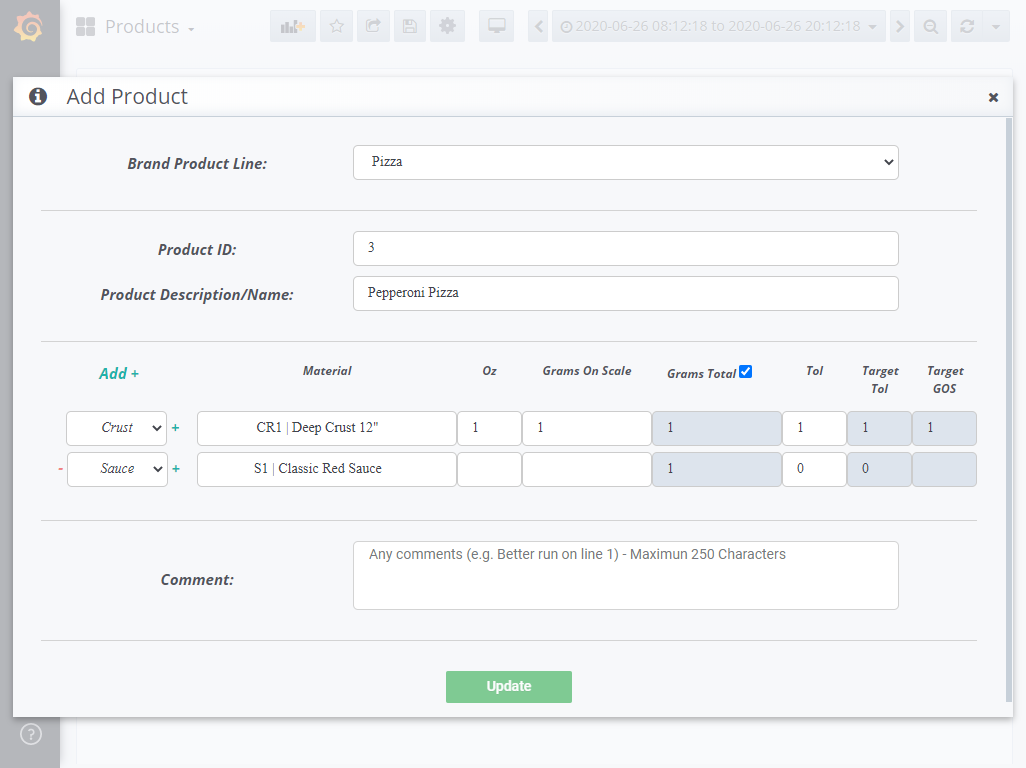 Products
2020-06-26 08:12:18 to 2020-06-26 20:12:18
Add Product
Brand Product Line:
Pizza
Product ID:
3
Product Description/Name:
Pepperoni Pizza
Add +
Material
Oz
Grams On Scale
Grams Total
Tol
Target Tol
Target GOS
Crust + CR1 | Deep Crust 12" 1 1 1 1 1 1
- Sauce + S1 | Classic Red Sauce 1 0 0
Comment:
Any comments (e.g. Better run on line 1) - Maximun 250 Characters
Update